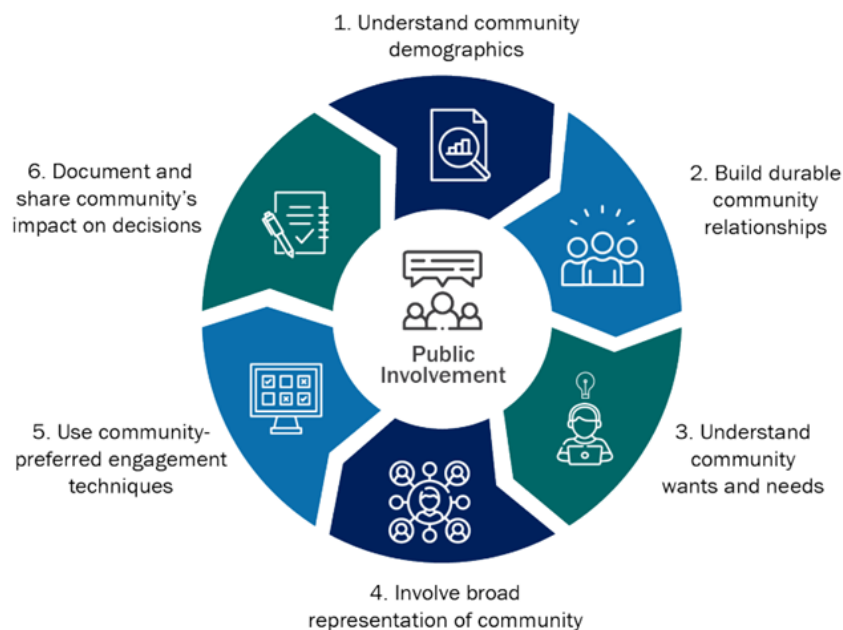 1. Understand community
demographics
2. Build durable
community
relationships
3. Understand
community
wants and needs
4. Involve broad
representation of community
5. Use community-
preferred engagement
techniques
6. Document and
share community's
impact on decisions
Public
Involvement